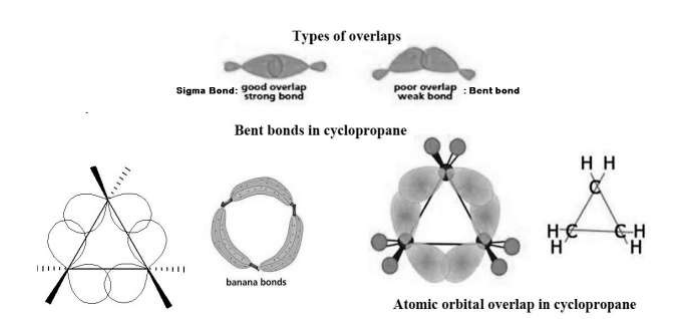 Types of overlaps
Sigma Bond: good overlap
strong bond
poor overlap : Bent bond
weak bond
Bent bonds in cyclopropane
banana bonds
H H
C
H C C H
H H
Atomic orbital overlap in cyclopropane